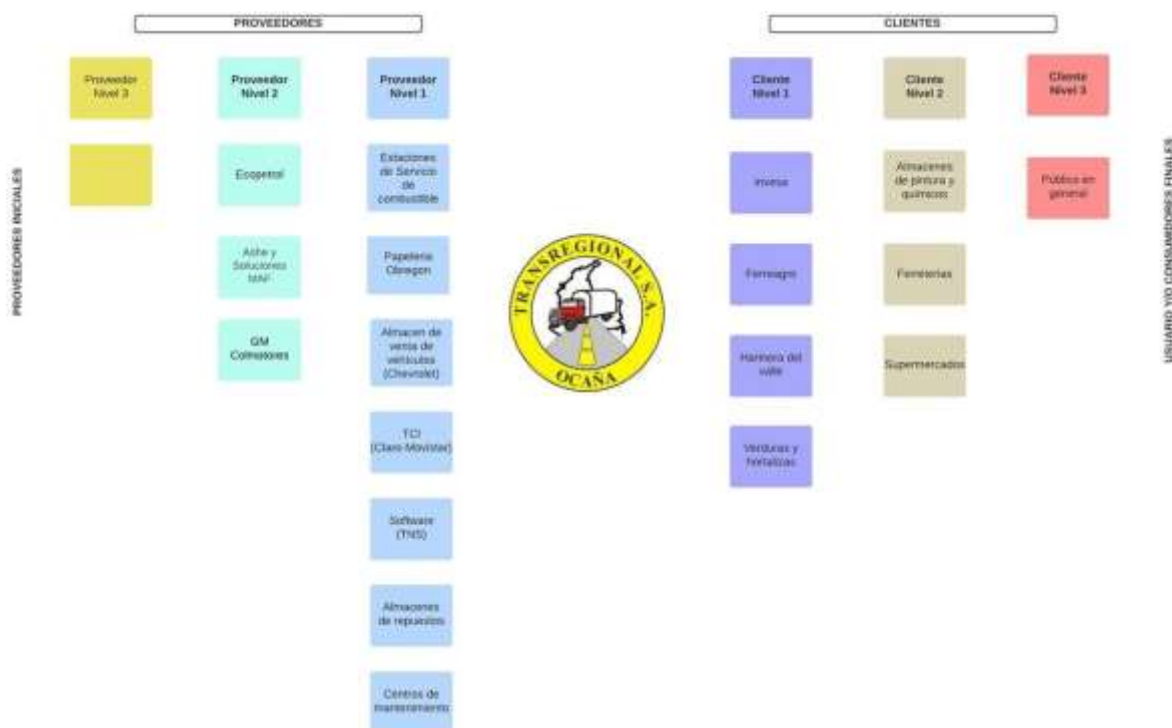 PROVEEDORES
CLIENTES
Proveedor
Nivel 3
Proveedor
Nivel 2
Proveedor
Nivel 1
Cliente
Nivel 1
Cliente
Nivel 2
Cliente
Nivel 3
PROVEEDORES INICIALES
Ecopetrol
Estaciones
de Servicio
de
combustible
Invesa
Almacenes
de pintura y
químicos
Público en
general
USUARIO Y/O CONSUMIDORES FINALES
Soluciones
Papeleria
Obregon
TRANSREGIONAL S.A.
OCAÑA
Ferreagro
Ferreterias
GM
Colmotores
Almacen de
venta de
vehículos
(Chevrolet)
Harinera del
valle
Supermercados
TCI
(Claro-Movistar)
Verduras y
hortalizas
Software
(TNS)
Almacenes
de repuestos
Centros de
mantenimiento